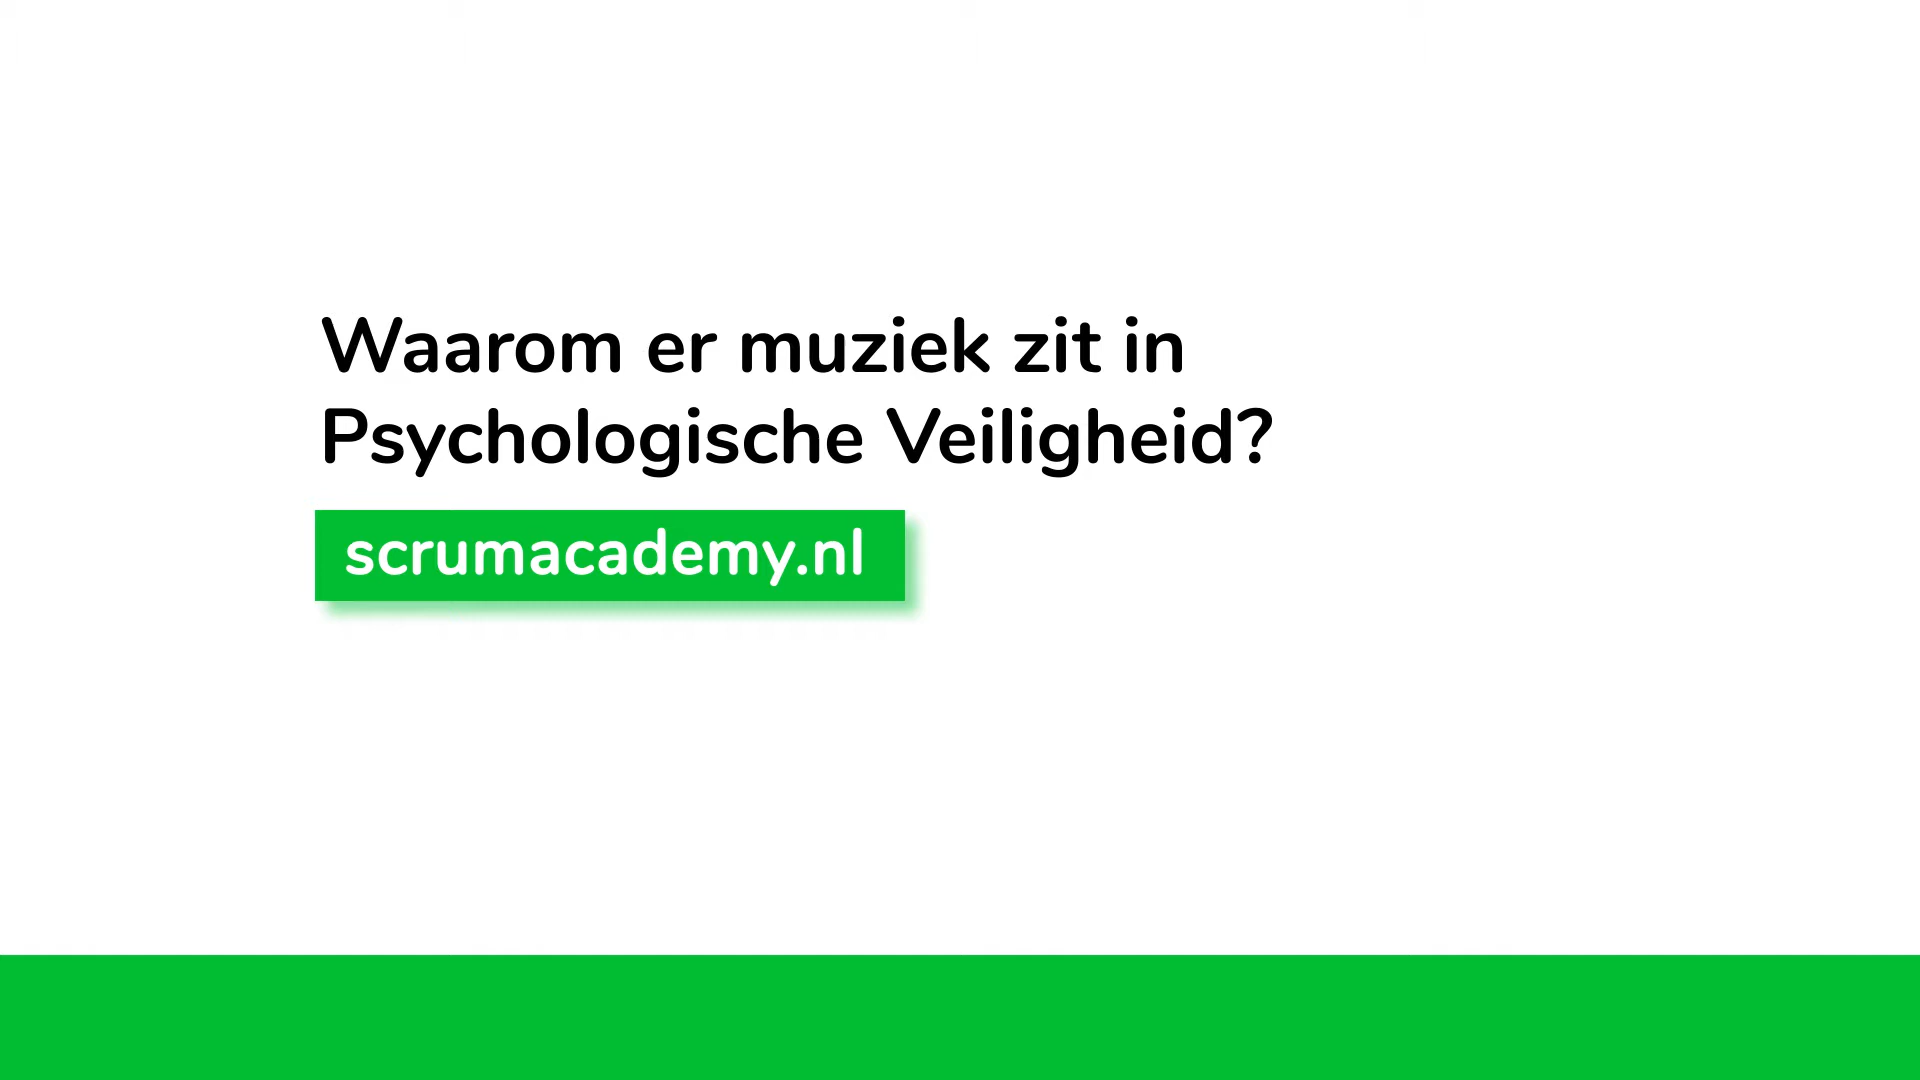 Waarom er muziek zit in
Psychologische Veiligheid?
scrumacademy.nl